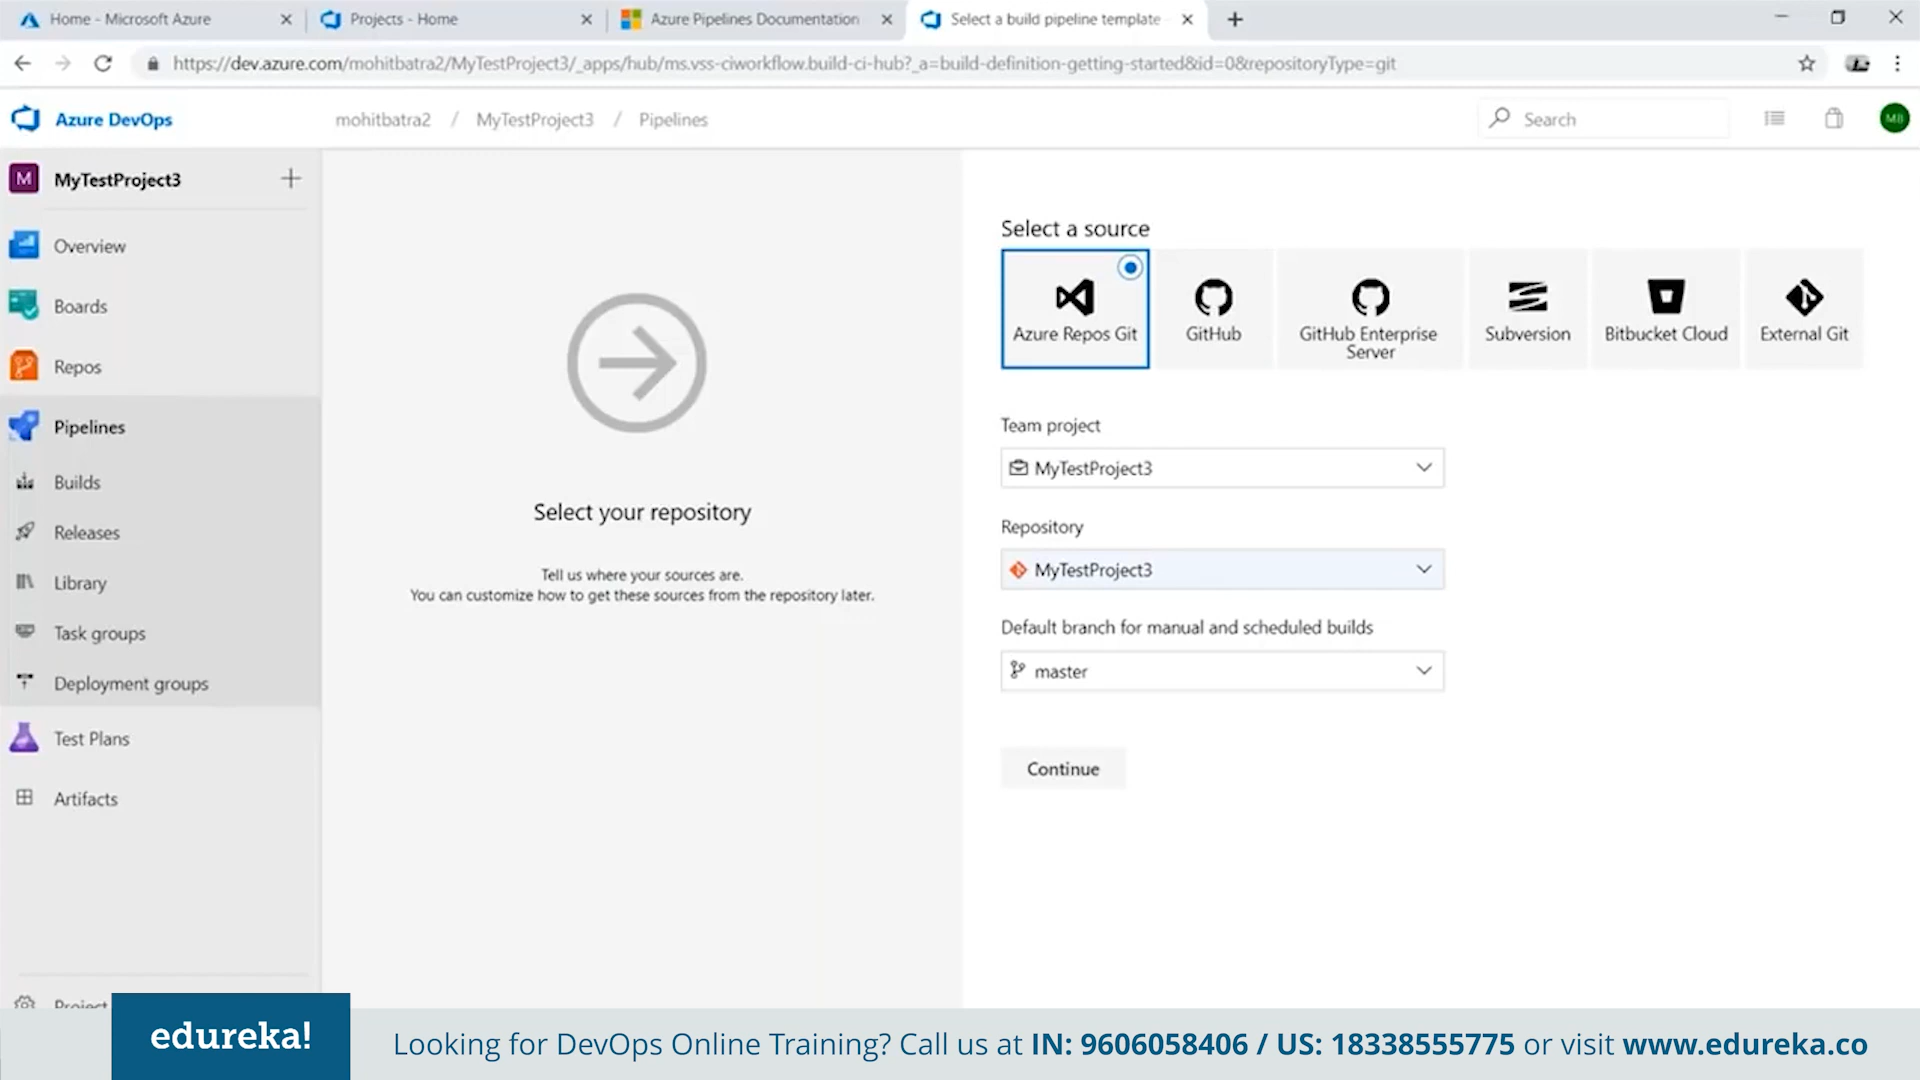 Home - Microsoft Azure
Projects - Home
Azure Pipelines Documentation
Select a build pipeline template
https://dev.azure.com/mohitbatra2/MyTestProject3/_apps/hub/ms.vss-ciworkflow.build-ci-hub?_a=build-definition-getting-started&id=0&repositoryType=git
Azure DevOps
mohitbatra2 / MyTestProject3 / Pipelines
Search
MB
M MyTestProject3
Overview
Boards
Repos
Pipelines
Builds
Releases
Library
Task groups
Deployment groups
Test Plans
Artifacts
Project
Select your repository
Tell us where your sources are.
You can customize how to get these sources from the repository later.
Select a source
Azure Repos Git
GitHub
GitHub Enterprise
Server
Subversion
Bitbucket Cloud
External Git
Team project
MyTestProject3
Repository
MyTestProject3
Default branch for manual and scheduled builds
master
Continue
edureka!
Looking for DevOps Online Training? Call us at IN: 9606058406 / US: 18338555775 or visit www.edureka.co